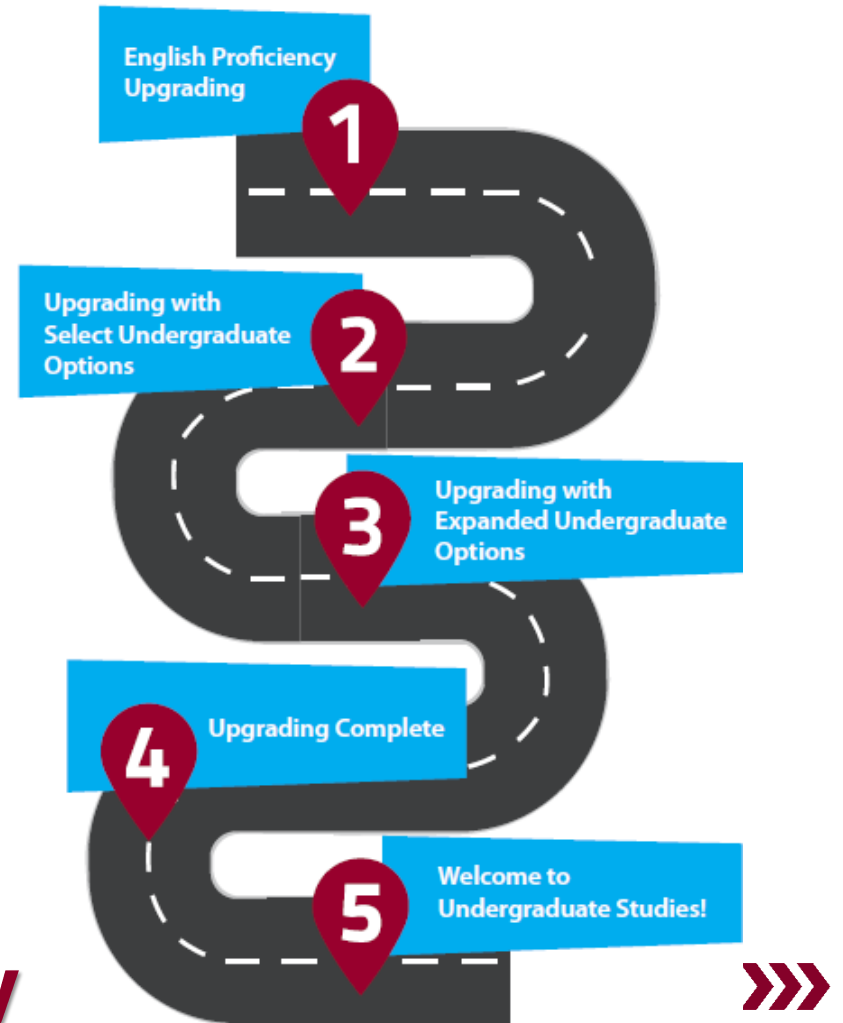 English Proficiency
Upgrading
1
Upgrading with
Select Undergraduate
Options
2
3
Upgrading with
Expanded Undergraduate
Options
4
Upgrading Complete
5
Welcome to
Undergraduate Studies!